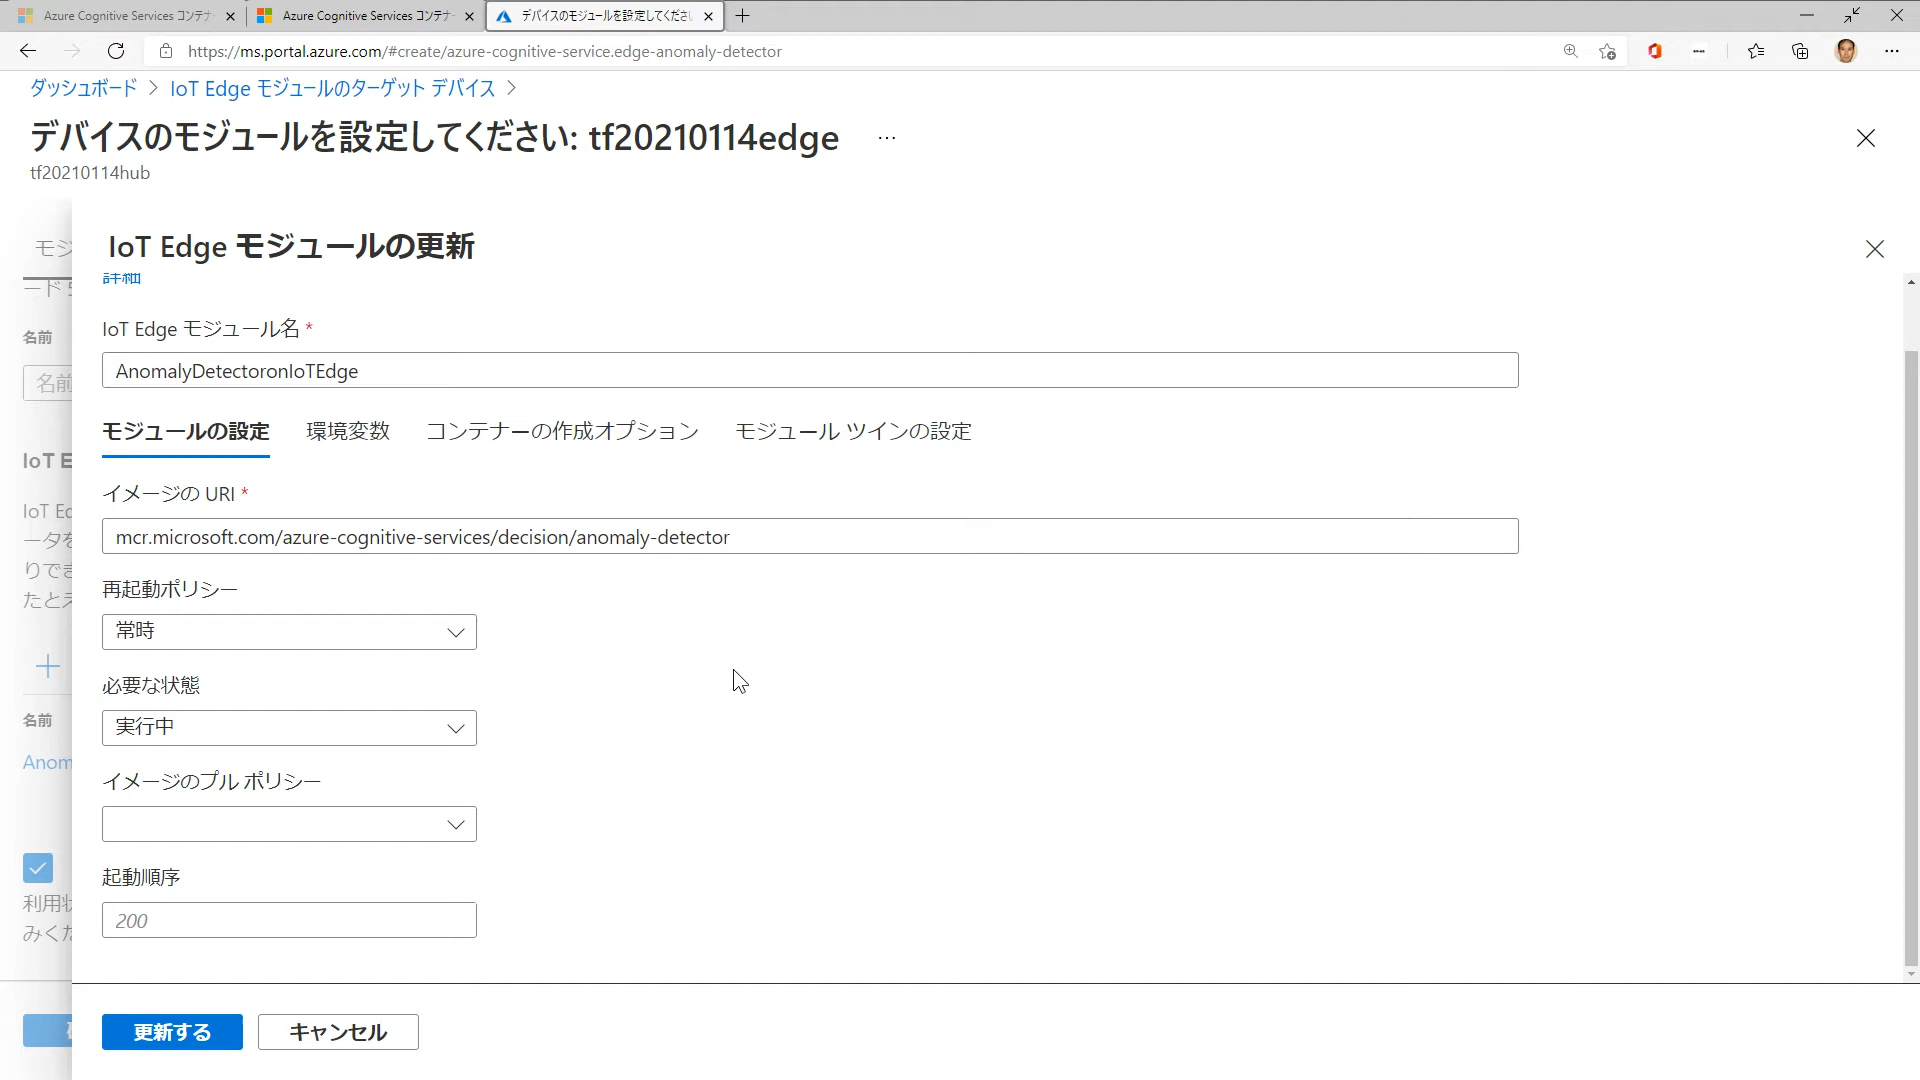 Azure Cognitive Services コンテナ
Azure Cognitive Services コンテナ
デバイスのモジュールを設定してくださ
https://ms.portal.azure.com/#create/azure-cognitive-service.edge-anomaly-detector
ダッシュボード > IoT Edge モジュールのターゲット デバイス >
デバイスのモジュールを設定してください: tf20210114edge ...
tf20210114hub
モジ
IoT Edge モジュールの更新
詳細
ード
IoT Edge モジュール名 *
名前
AnomalyDetectoronIoTEdge
名前
モジュールの設定 環境変数 コンテナーの作成オプション モジュール ツインの設定
IoT E
イメージの URI *
IoT Ed
mcr.microsoft.com/azure-cognitive-services/decision/anomaly-detector
ータを
りでき
再起動ポリシー
たとえ
常時
必要な状態
名前
実行中
Anom
イメージのプル ポリシー
起動順序
利用状
200
みくだ
更新する キャンセル